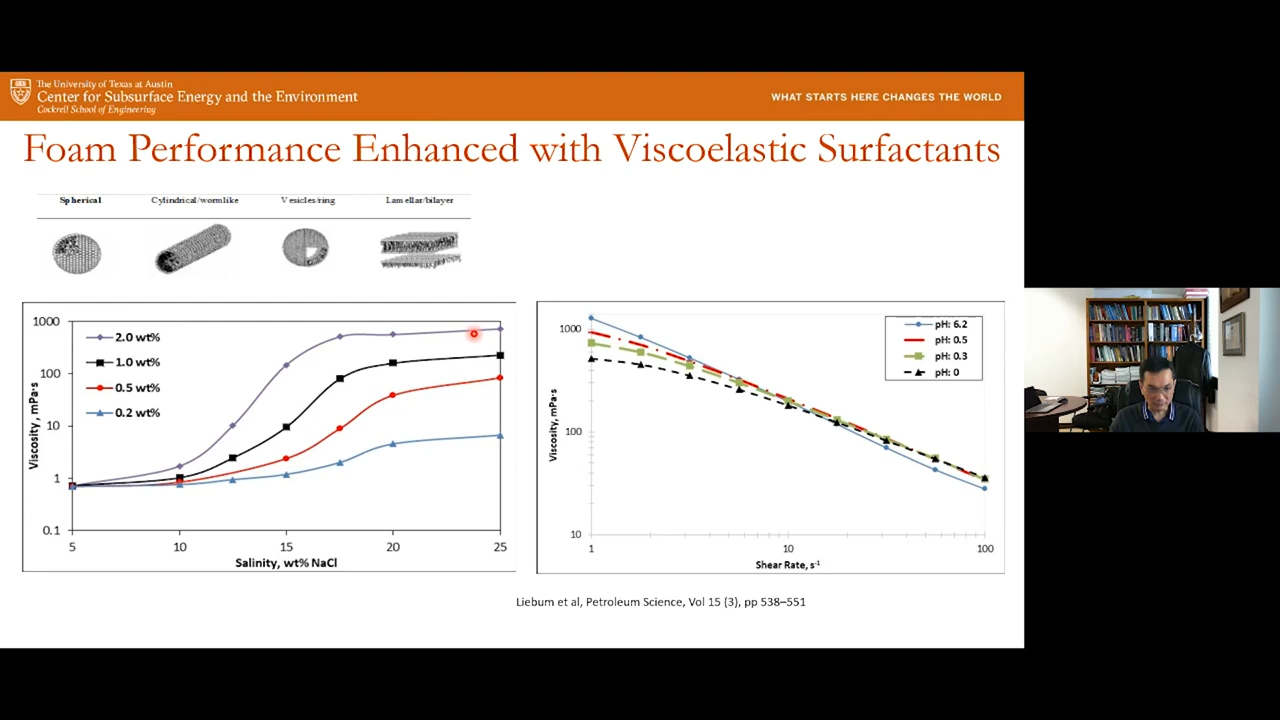 The University of Texas at Austin
Center for Subsurface Energy and the Environment
Cockrell School of Engineering
WHAT STARTS HERE CHANGES THE WORLD
Foam Performance Enhanced with Viscoelastic Surfactants
Spherical
Cylindrical/wormlike
Vesicles/ring
Lamellar/bilayer
1000
100
10
1
0.1
Viscosity, mPa·s
2.0 wt%
1.0 wt%
0.5 wt%
0.2 wt%
5
10
15
20
25
Salinity, wt% NaCl
1000
100
10
Viscosity, mPa·s
pH: 6.2
pH: 0.5
pH: 0.3
pH: 0
1
10
100
Shear Rate, s⁻¹
Liebum et al, Petroleum Science, Vol 15 (3), pp 538–551